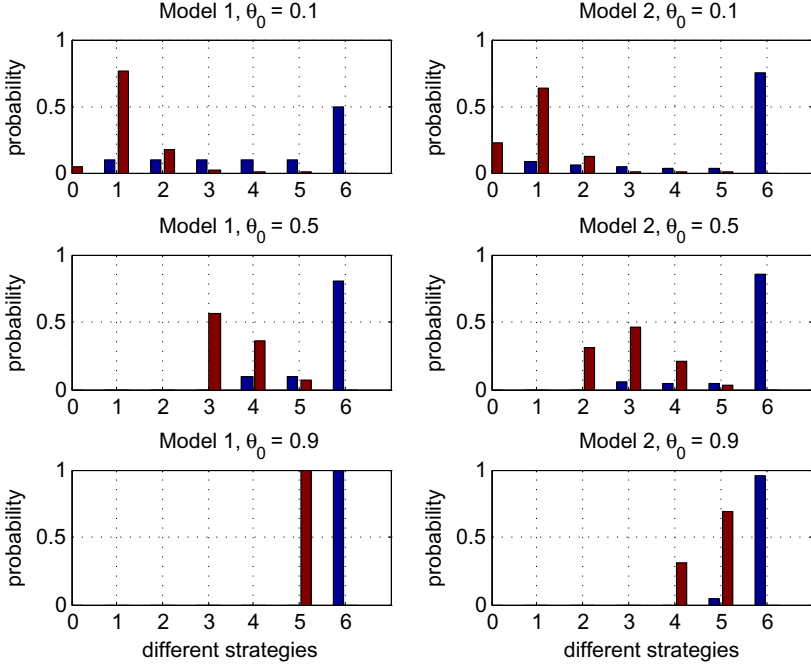 Model 1, θ0 = 0.1
1
0.5
0
probability
0 1 2 3 4 5 6
Model 2, θ0 = 0.1
1
0.5
0
probability
0 1 2 3 4 5 6
Model 1, θ0 = 0.5
1
0.5
0
probability
0 1 2 3 4 5 6
Model 2, θ0 = 0.5
1
0.5
0
probability
0 1 2 3 4 5 6
Model 1, θ0 = 0.9
1
0.5
0
probability
0 1 2 3 4 5 6
different strategies
Model 2, θ0 = 0.9
1
0.5
0
probability
0 1 2 3 4 5 6
different strategies